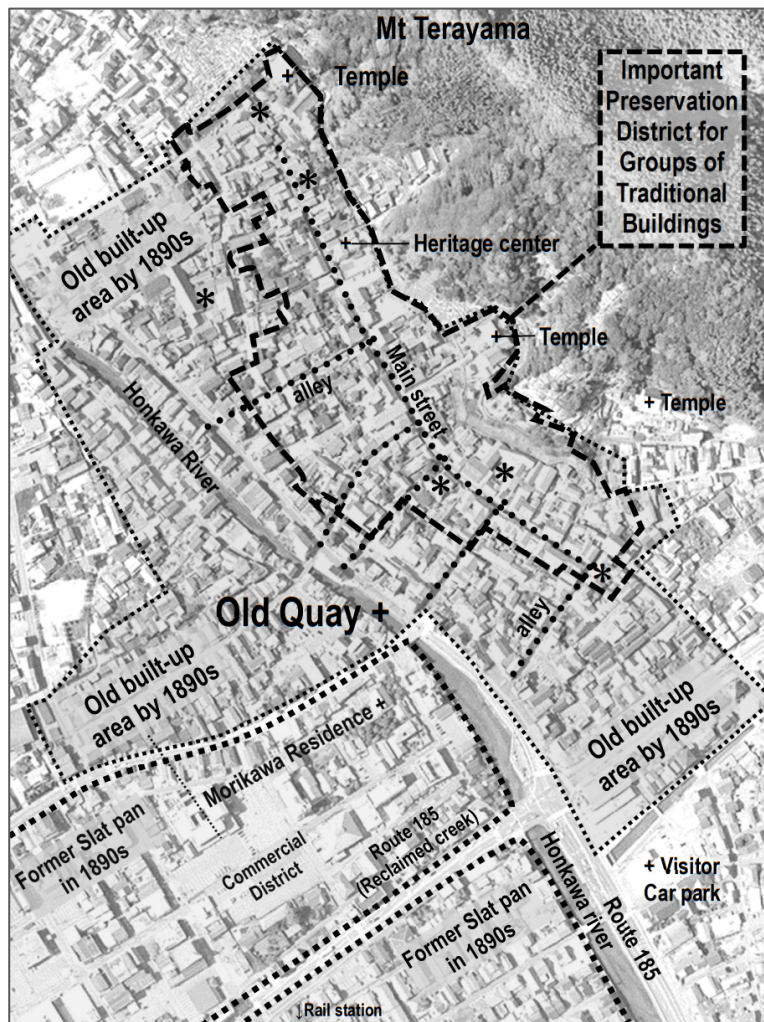 Mt Terayama
+ Temple
Important
Preservation
District for
Groups of
Traditional
Buildings
*
*
Old built-up
area by 1890s
+ Heritage center
*
+ Temple
Main street
alley
+ Temple
Honkawa River
*
*
*
Old Quay +
alley
Old built-up
area by 1890s
Morikawa Residence +
Old built-up
area by 1890s
Former Slat pan
in 1890s
Commercial
District
Route 185
(Reclaimed creek)
+ Visitor
Car park
Honkawa river
Route 185
Former Slat pan
in 1890s
↓Rail station